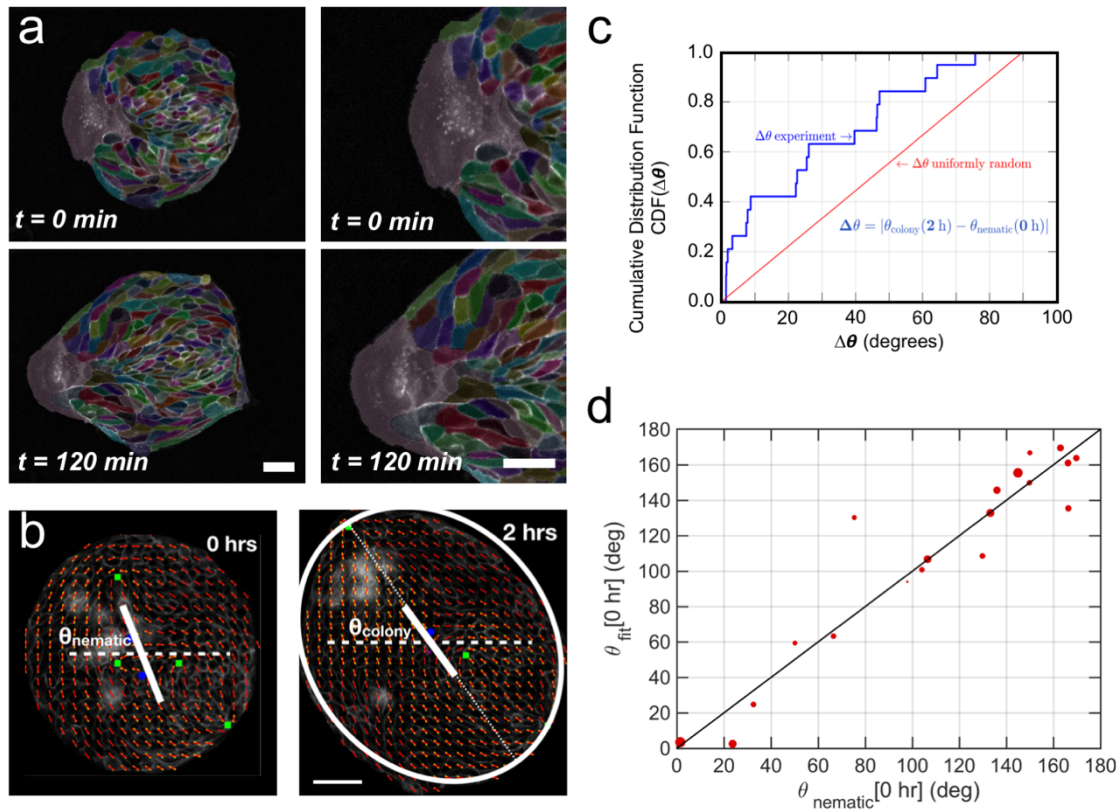 a
t = 0 min
t = 0 min
t = 120 min
t = 120 min
b
0 hrs
θnematic
2 hrs
θcolony
c
Cumulative Distribution Function
CDF(Δθ)
1.0
0.8
0.6
0.4
0.2
0.0
Δθ experiment →
← Δθ uniformly random
Δθ = |θcolony(2 h) − θnematic(0 h)|
0 20 40 60 80 100
Δθ (degrees)
d
θfit[0 hr] (deg)
180
160
140
120
100
80
60
40
20
0
0 20 40 60 80 100 120 140 160 180
θnematic[0 hr] (deg)